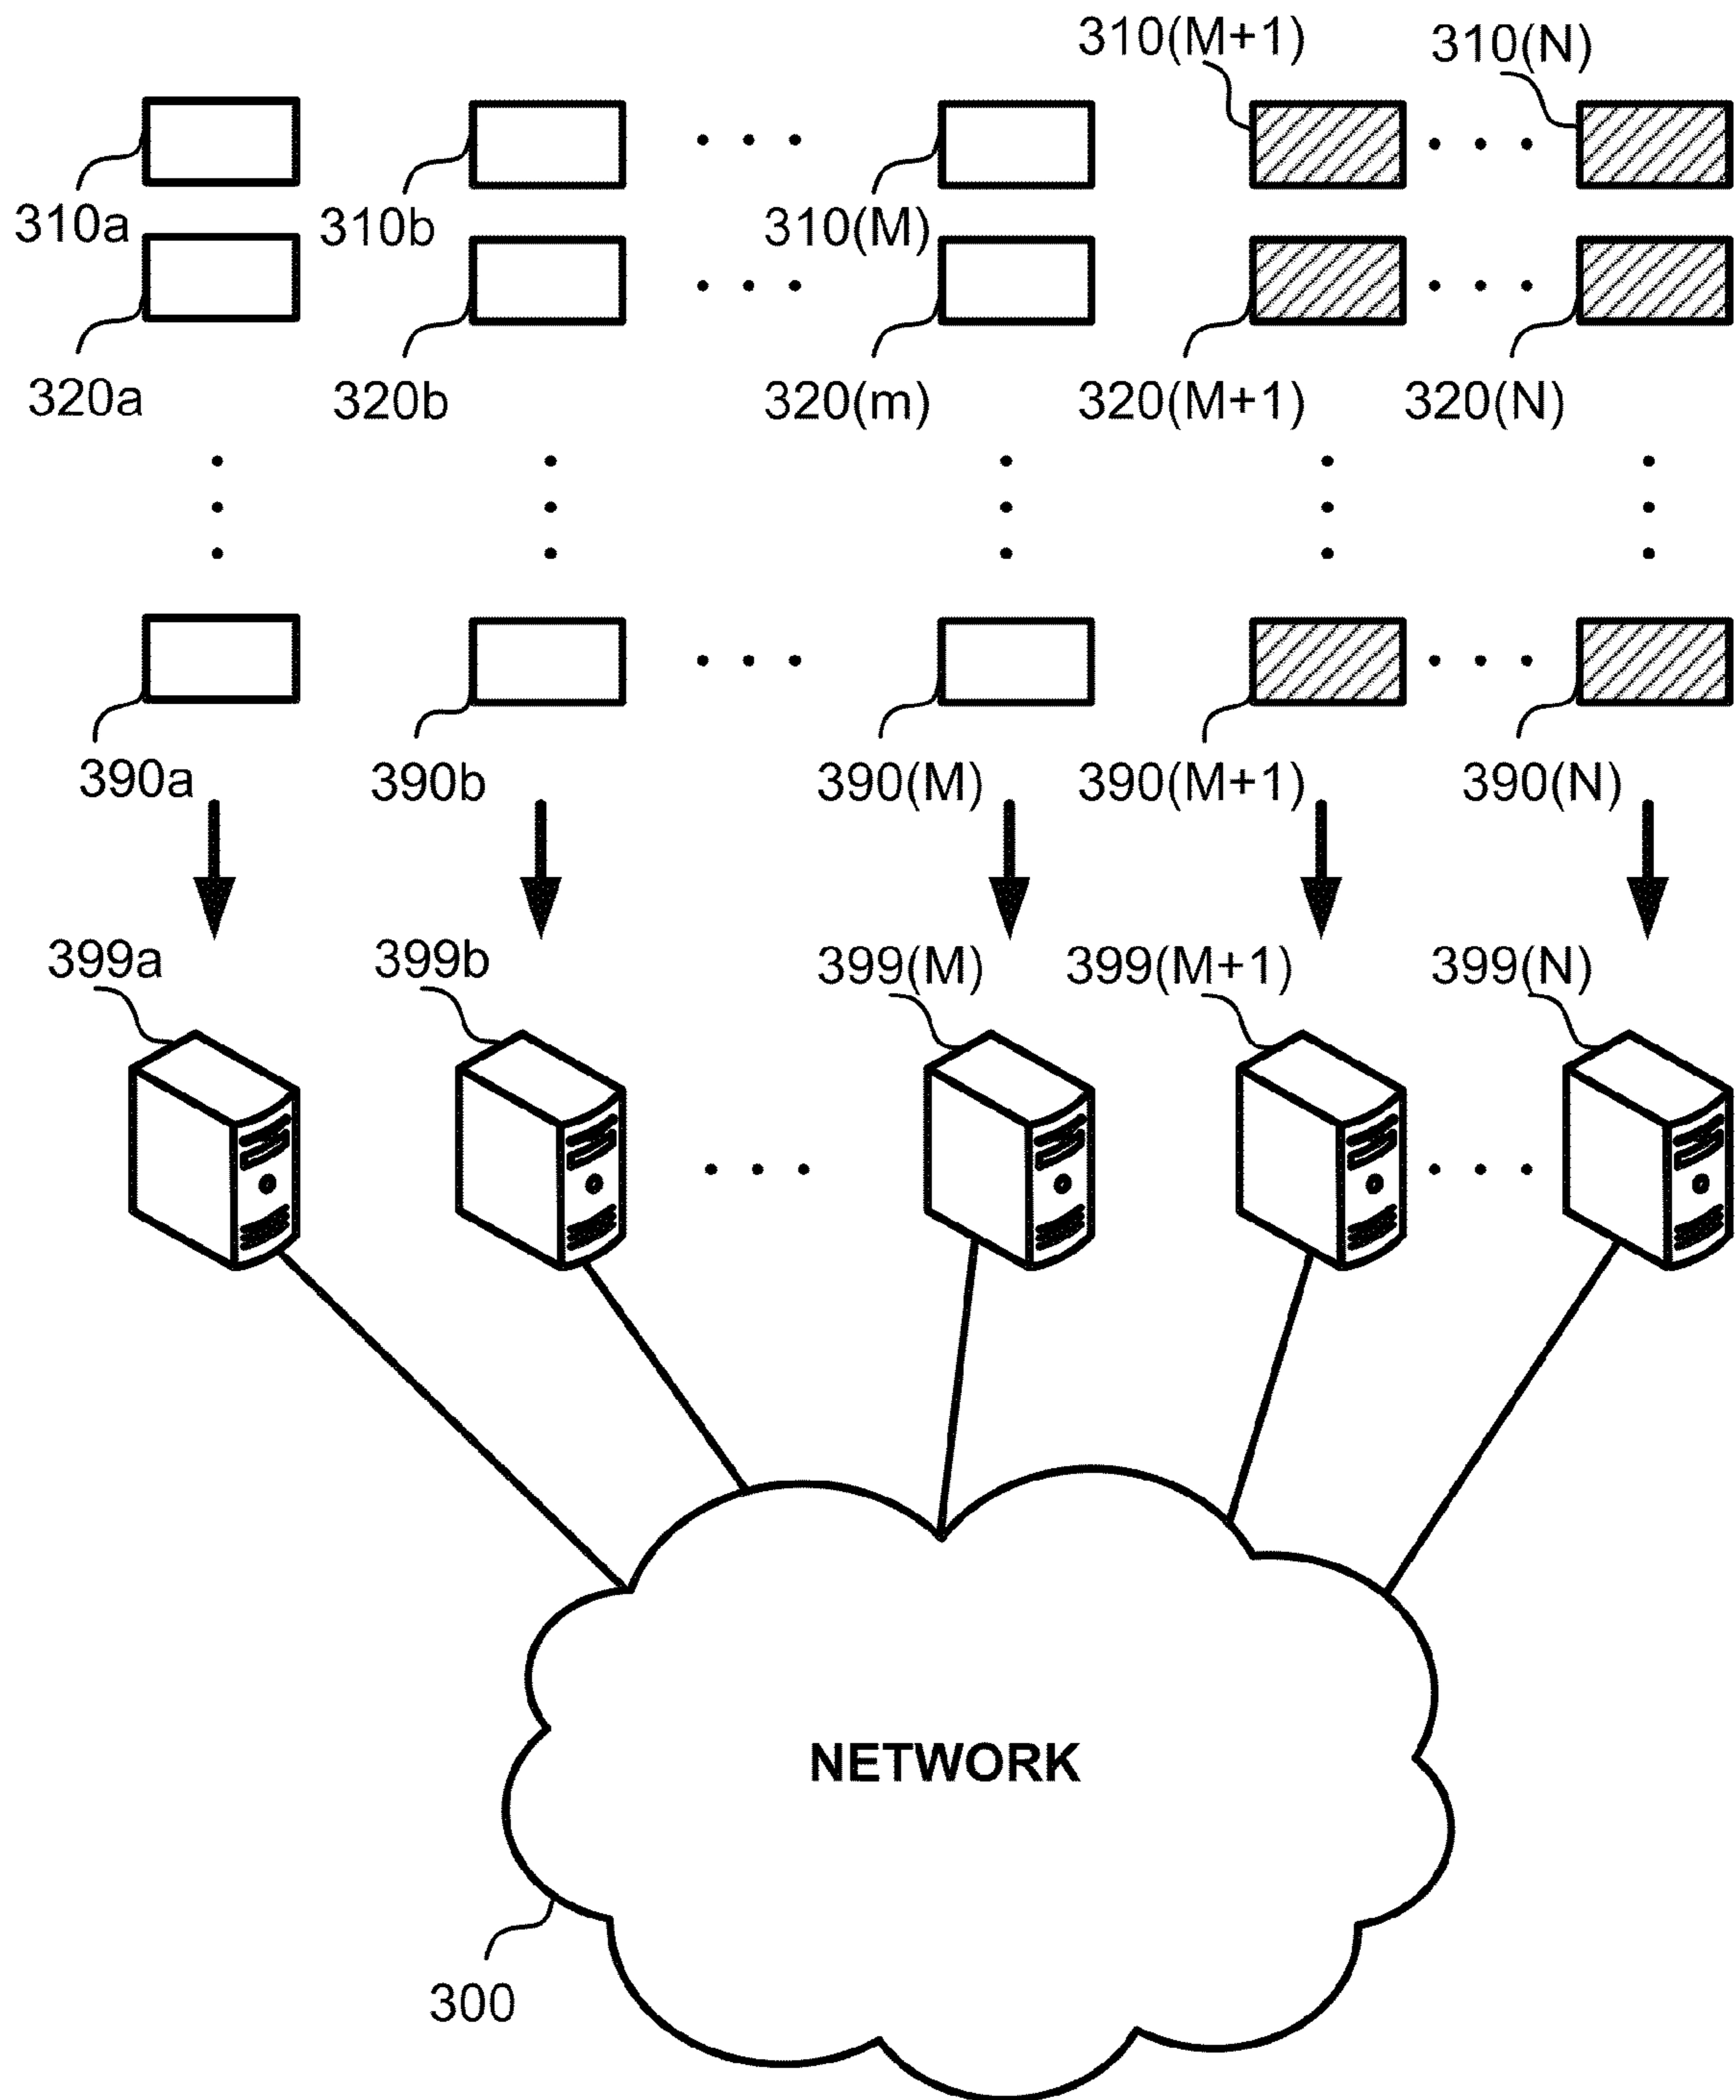 310(M+1) 310(N)
310a 310b 310(M)
320a 320b 320(m) 320(M+1) 320(N)
390a 390b 390(M) 390(M+1) 390(N)
399a 399b 399(M) 399(M+1) 399(N)
NETWORK
300